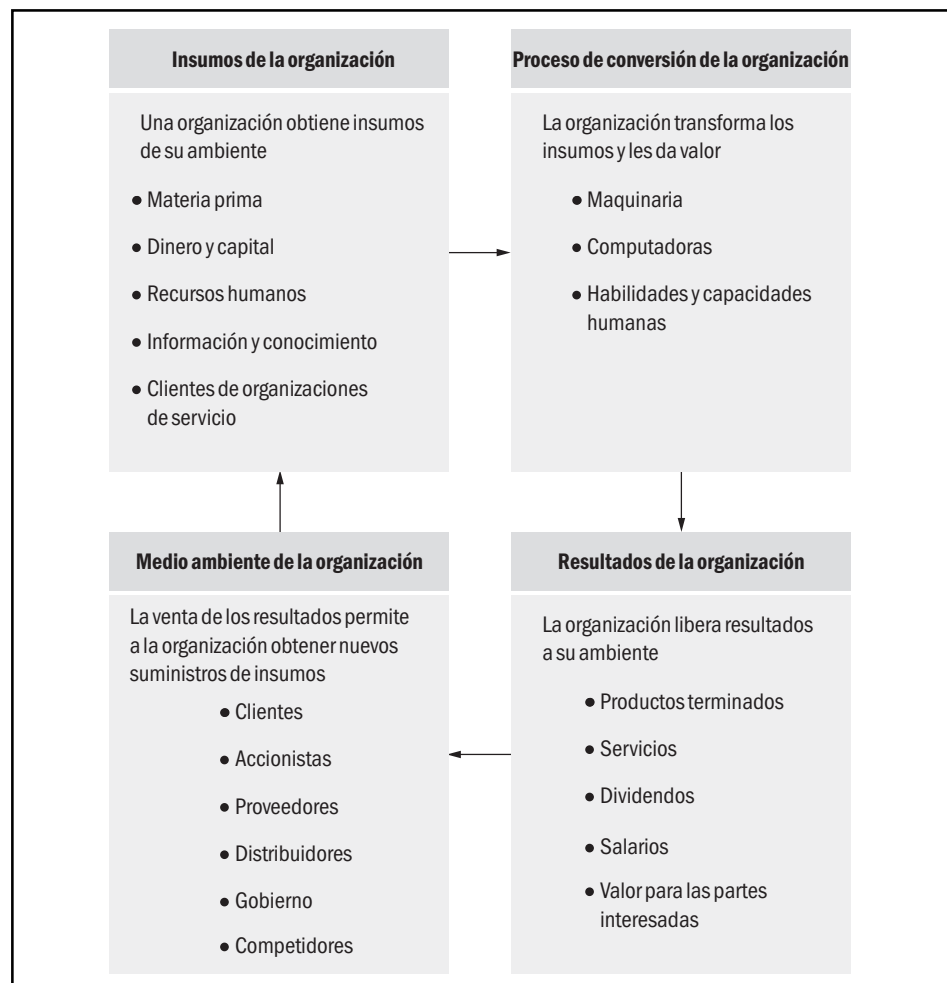 Insumos de la organización
Una organización obtiene insumos
de su ambiente
● Materia prima
● Dinero y capital
● Recursos humanos
● Información y conocimiento
● Clientes de organizaciones
de servicio
Proceso de conversión de la organización
La organización transforma los
insumos y les da valor
● Maquinaria
● Computadoras
● Habilidades y capacidades
humanas
Medio ambiente de la organización
La venta de los resultados permite
a la organización obtener nuevos
suministros de insumos
● Clientes
● Accionistas
● Proveedores
● Distribuidores
● Gobierno
● Competidores
Resultados de la organización
La organización libera resultados
a su ambiente
● Productos terminados
● Servicios
● Dividendos
● Salarios
● Valor para las partes
interesadas